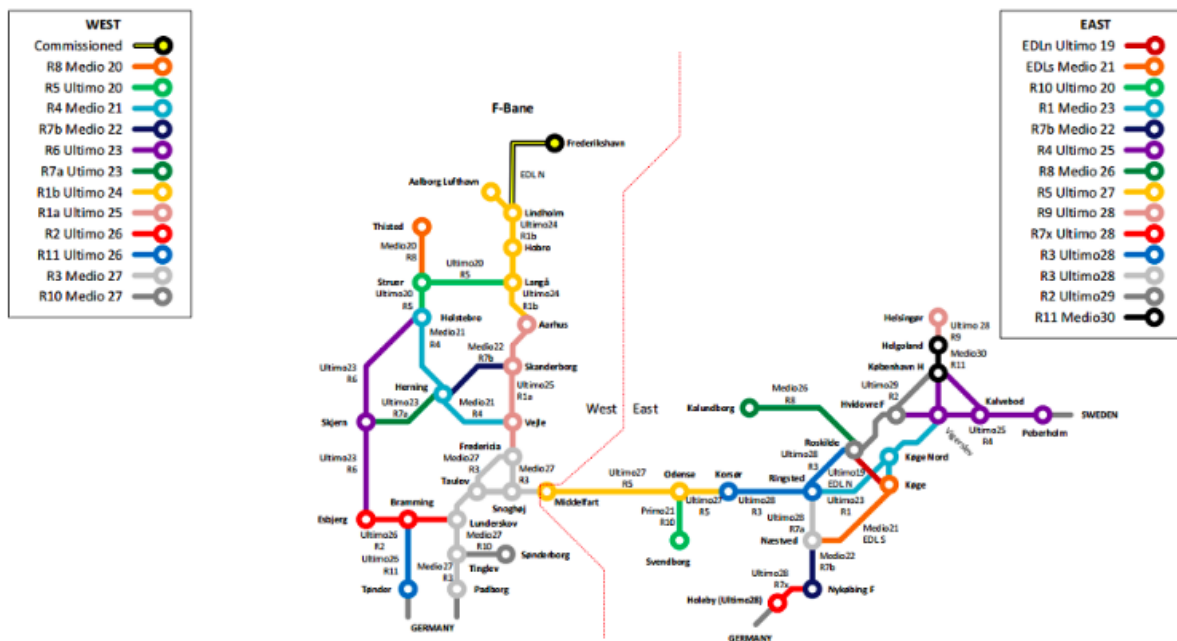 WEST
Commissioned
R8 Medio 20
R5 Ultimo 20
R4 Medio 21
R7b Medio 22
R6 Ultimo 23
R7a Utimo 23
R1b Ultimo 24
R1a Ultimo 25
R2 Ultimo 26
R11 Ultimo 26
R3 Medio 27
R10 Medio 27
EAST
EDLn Ultimo 19
EDLs Medio 21
R10 Ultimo 20
R1 Medio 23
R7b Medio 22
R4 Ultimo 25
R8 Medio 26
R5 Ultimo 27
R9 Ultimo 28
R7x Ultimo 28
R3 Ultimo28
R3 Ultimo28
R2 Ultimo29
R11 Medio30
F-Bane
Frederikshavn
EDL N
Aalborg Lufthavn
Lindholm
Ultimo24
R1b
Hobro
Thisted
Medio20
R8
Ultimo20
R5
Struer
Langå
Ultimo20
R5
Ultimo24
R1b
Holstebro
Aarhus
Medio21
R4
Medio22
R7b
Skanderborg
Ultimo23
R6
Herning
Ultimo25
R1a
Ultimo23
R7a
Medio21
R4
Skjern
Vejle
West
East
Fredericia
Medio27
R3
Taulov
Medio27
R3
Ultimo23
R6
Snoghøj
Middelfart
Ultimo27
R5
Odense
Ultimo27
R5
Korsør
Ultimo28
R3
Ringsted
Primo21
R10
Svendborg
Esbjerg
Bramming
Lunderskov
Ultimo26
R2
Ultimo26
R11
Medio27
R10
Sønderborg
Tinglev
Medio27
R3
Tønder
Padborg
GERMANY
Helsingør
Ultimo 28
R9
Helgoland
Medio30
R11
København H
Ultimo29
R2
Hvidovre F
Kalvebod
SWEDEN
Peberholm
Vigerslev
Ultimo25
R4
Medio26
R8
Kalundborg
Roskilde
Ultimo28
R3
Køge Nord
Ultimo19
EDL N
Køge
Ultimo23
R1
Ultimo28
R7a
Medio21
EDL S
Næstved
Medio22
R7b
Ultimo28
R7x
Holeby (Ultimo28)
Nykøbing F
GERMANY